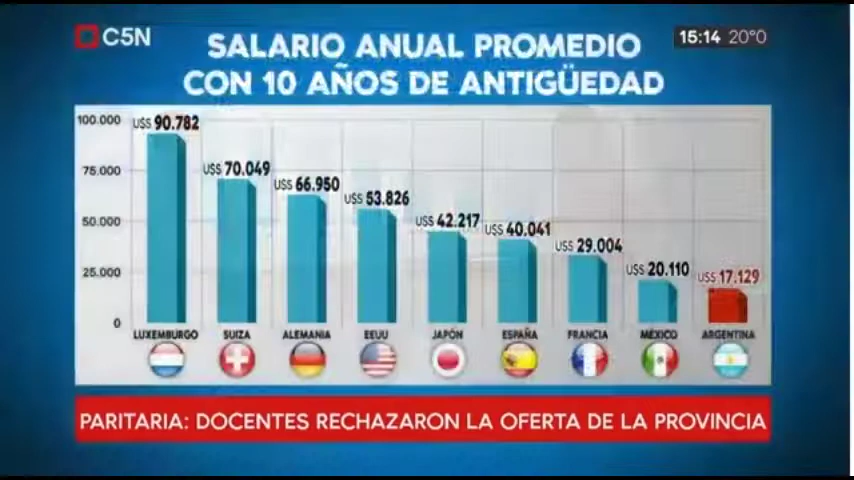 C5N
15:14 20°0
SALARIO ANUAL PROMEDIO
CON 10 AÑOS DE ANTIGÜEDAD
100.000
75.000
50.000
25.000
0
U$S 90.782
U$S 70.049
U$S 66.950
U$S 53.826
U$S 42.217
U$S 40.041
U$S 29.004
U$S 20.110
U$S 17.129
LUXEMBURGO SUIZA ALEMANIA EEUU JAPÓN ESPAÑA FRANCIA MÉXICO ARGENTINA
PARITARIA: DOCENTES RECHAZARON LA OFERTA DE LA PROVINCIA